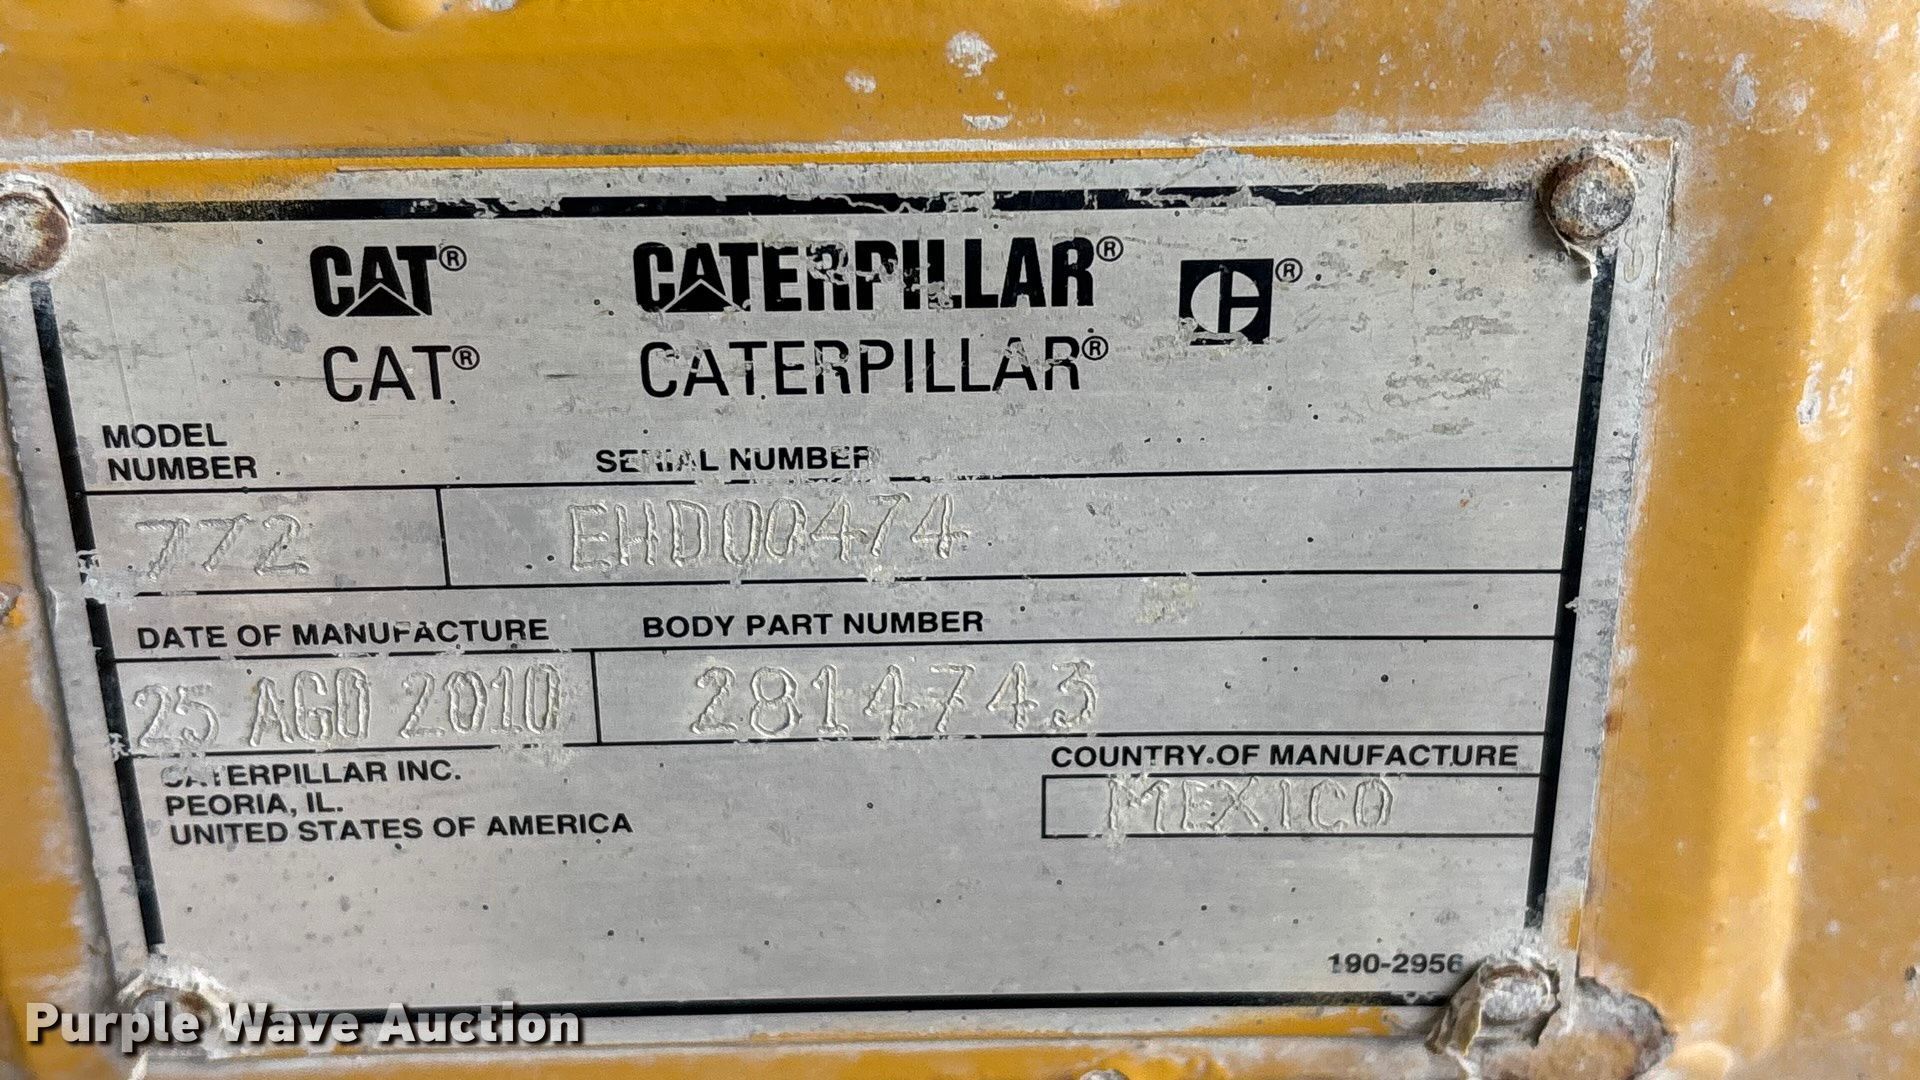 CAT® CATERPILLAR® ®
CAT® CATERPILLAR®
MODEL
NUMBER SERIAL NUMBER
772 EHD00474
DATE OF MANUFACTURE BODY PART NUMBER
25 AGO 2010 2814743
CATERPILLAR INC.
PEORIA, IL.
UNITED STATES OF AMERICA
COUNTRY OF MANUFACTURE
MEXICO
190-2956
Purple Wave Auction